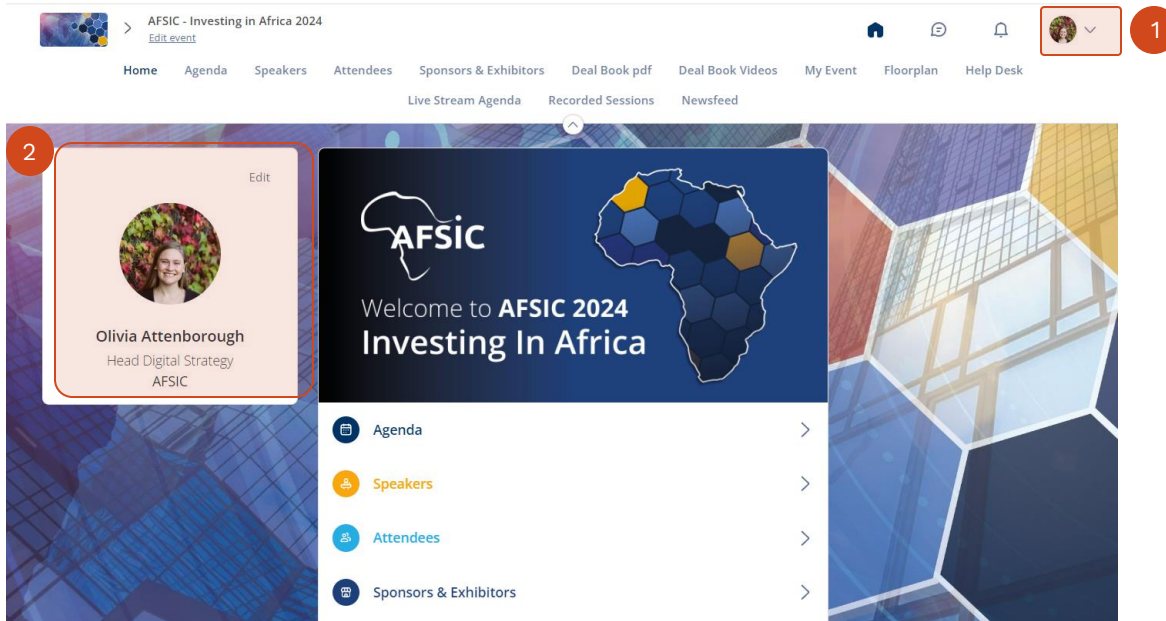 AFSIC - Investing in Africa 2024
Edit event
1
Home Agenda Speakers Attendees Sponsors & Exhibitors Deal Book pdf Deal Book Videos My Event Floorplan Help Desk
Live Stream Agenda Recorded Sessions Newsfeed
2
Edit
Olivia Attenborough
Head Digital Strategy
AFSIC
AFSIC
Welcome to AFSIC 2024
Investing In Africa
Agenda
Speakers
Attendees
Sponsors & Exhibitors